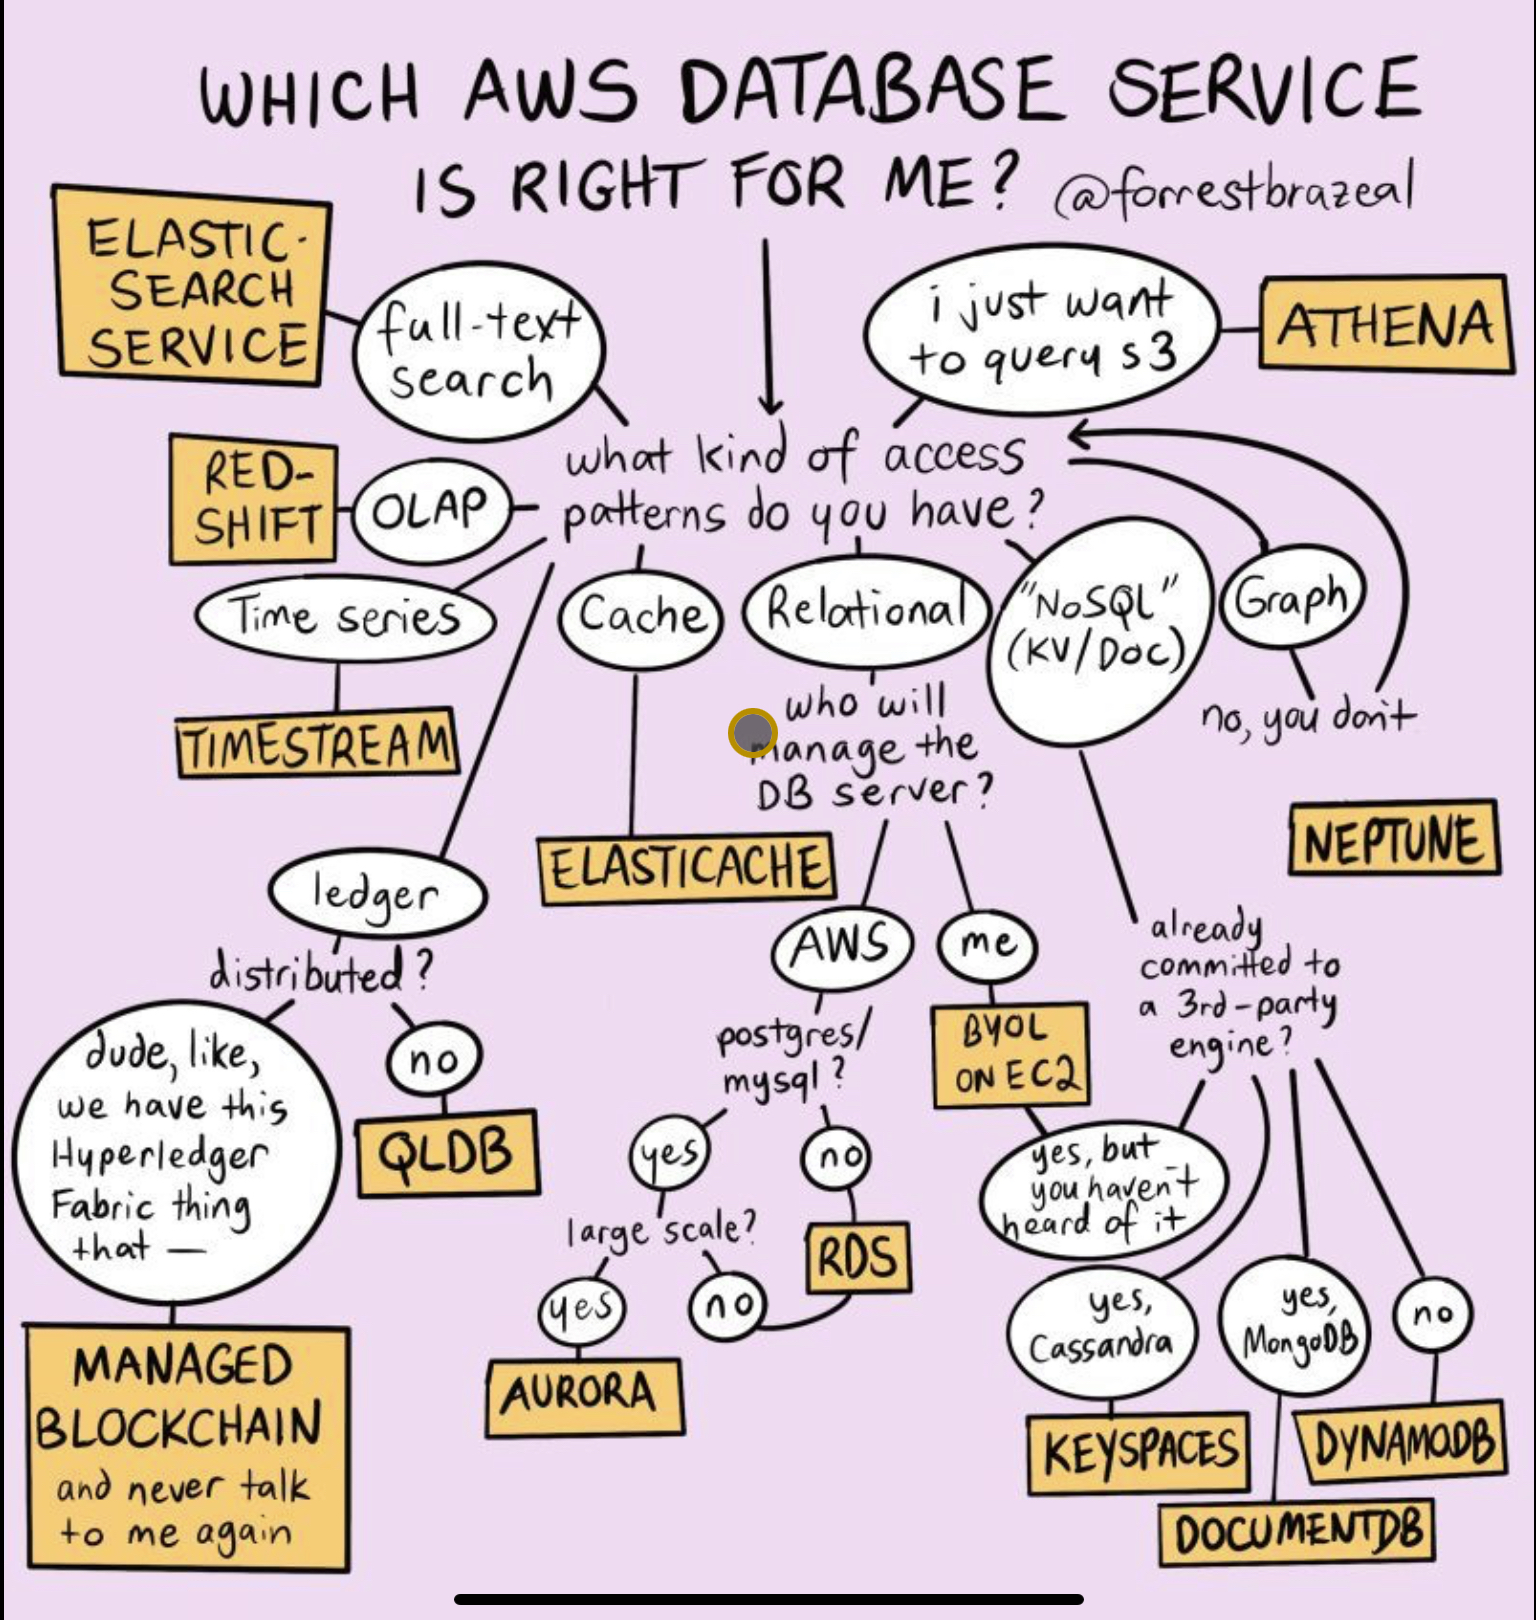 WHICH AWS DATABASE SERVICE
IS RIGHT FOR ME? @forrestbrazeal
ELASTIC-
SEARCH
SERVICE
full-text
search
i just want
to query s3
ATHENA
what kind of access
patterns do you have?
RED-
SHIFT
OLAP
Time series
TIMESTREAM
Cache
ELASTICACHE
Relational
"NoSQL"
(KV/Doc)
Graph
no, you don't
NEPTUNE
who will
manage the
DB server?
ledger
distributed?
dude, like,
we have this
Hyperledger
Fabric thing
that —
no
QLDB
MANAGED
BLOCKCHAIN
and never talk
to me again
AWS
me
postgres/
mysql?
BYOL
ON EC2
yes
no
large scale?
RDS
yes
no
AURORA
already
committed to
a 3rd-party
engine?
yes, but
you haven't
heard of it
yes,
Cassandra
yes,
MongoDB
no
KEYSPACES
DYNAMODB
DOCUMENTDB